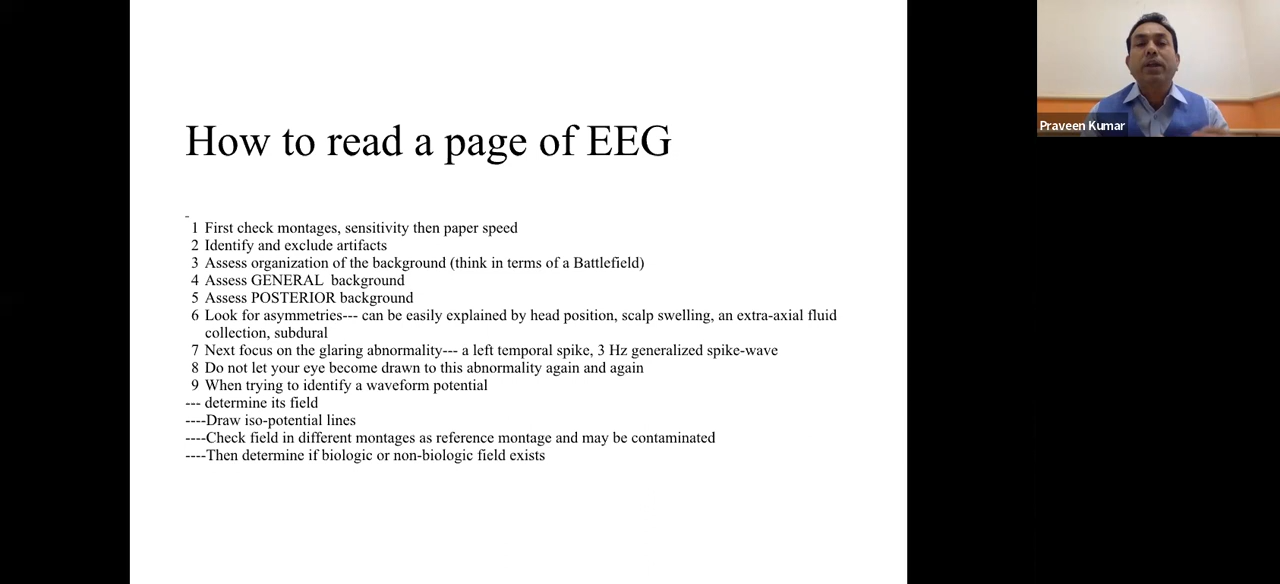 How to read a page of EEG
1 First check montages, sensitivity then paper speed
2 Identify and exclude artifacts
3 Assess organization of the background (think in terms of a Battlefield)
4 Assess GENERAL  background
5 Assess POSTERIOR background
6 Look for asymmetries--- can be easily explained by head position, scalp swelling, an extra-axial fluid
collection, subdural
7 Next focus on the glaring abnormality--- a left temporal spike, 3 Hz generalized spike-wave
8 Do not let your eye become drawn to this abnormality again and again
9 When trying to identify a waveform potential
--- determine its field
----Draw iso-potential lines
----Check field in different montages as reference montage and may be contaminated
----Then determine if biologic or non-biologic field exists
Praveen Kumar